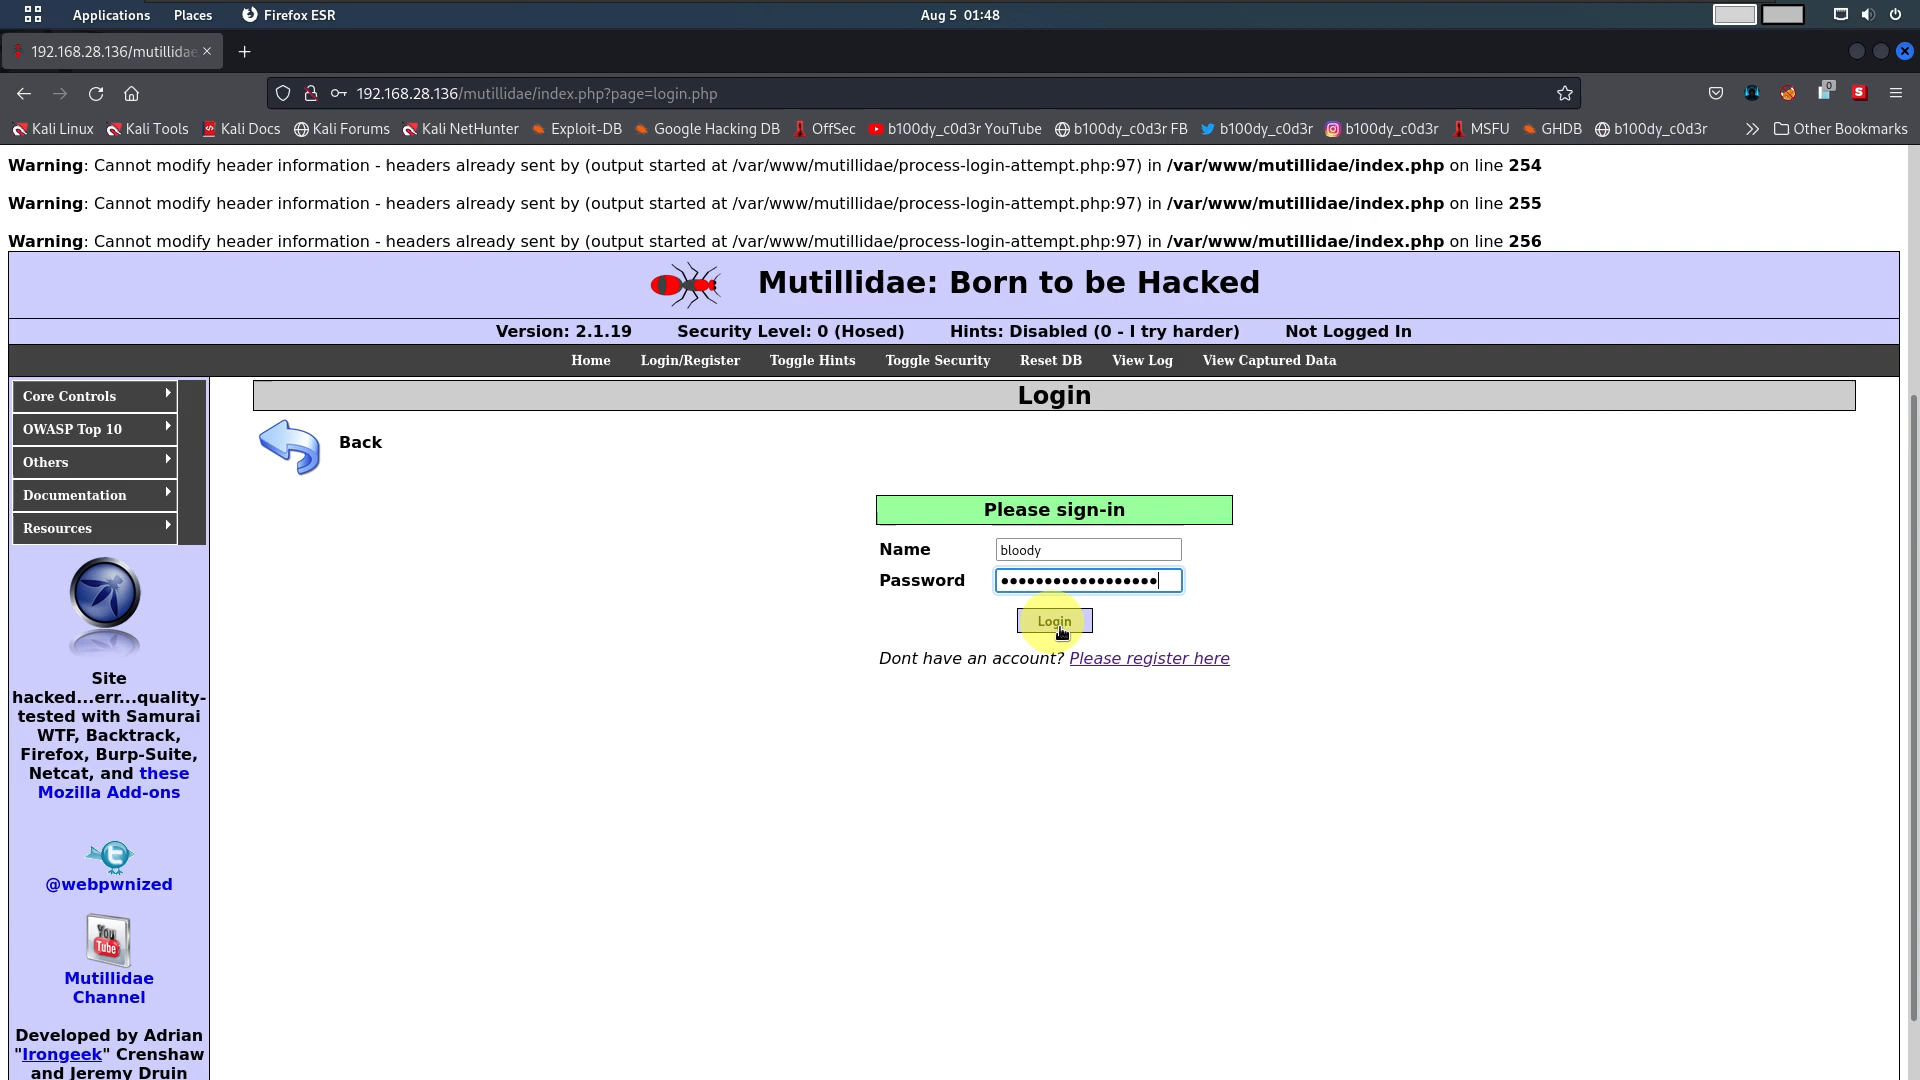 Applications Places Firefox ESR Aug 5 01:48
192.168.28.136/mutillidae
192.168.28.136/mutillidae/index.php?page=login.php 0 S
Kali Linux Kali Tools Kali Docs Kali Forums Kali NetHunter Exploit-DB Google Hacking DB OffSec b100dy_c0d3r YouTube b100dy_c0d3r FB b100dy_c0d3r b100dy_c0d3r MSFU GHDB b100dy_c0d3r Other Bookmarks
Warning: Cannot modify header information - headers already sent by (output started at /var/www/mutillidae/process-login-attempt.php:97) in /var/www/mutillidae/index.php on line 254
Warning: Cannot modify header information - headers already sent by (output started at /var/www/mutillidae/process-login-attempt.php:97) in /var/www/mutillidae/index.php on line 255
Warning: Cannot modify header information - headers already sent by (output started at /var/www/mutillidae/process-login-attempt.php:97) in /var/www/mutillidae/index.php on line 256
Mutillidae: Born to be Hacked
Version: 2.1.19 Security Level: 0 (Hosed) Hints: Disabled (0 - I try harder) Not Logged In
Home Login/Register Toggle Hints Toggle Security Reset DB View Log View Captured Data
Core Controls
OWASP Top 10
Others
Documentation
Resources
Site
hacked...err...quality-
tested with Samurai
WTF, Backtrack,
Firefox, Burp-Suite,
Netcat, and these
Mozilla Add-ons
@webpwnized
You
Tube
Mutillidae
Channel
Developed by Adrian
"Irongeek" Crenshaw
and Jeremy Druin
Login
Back
Please sign-in
Name bloody
Password ••••••••••••••••••
Login
Dont have an account? Please register here